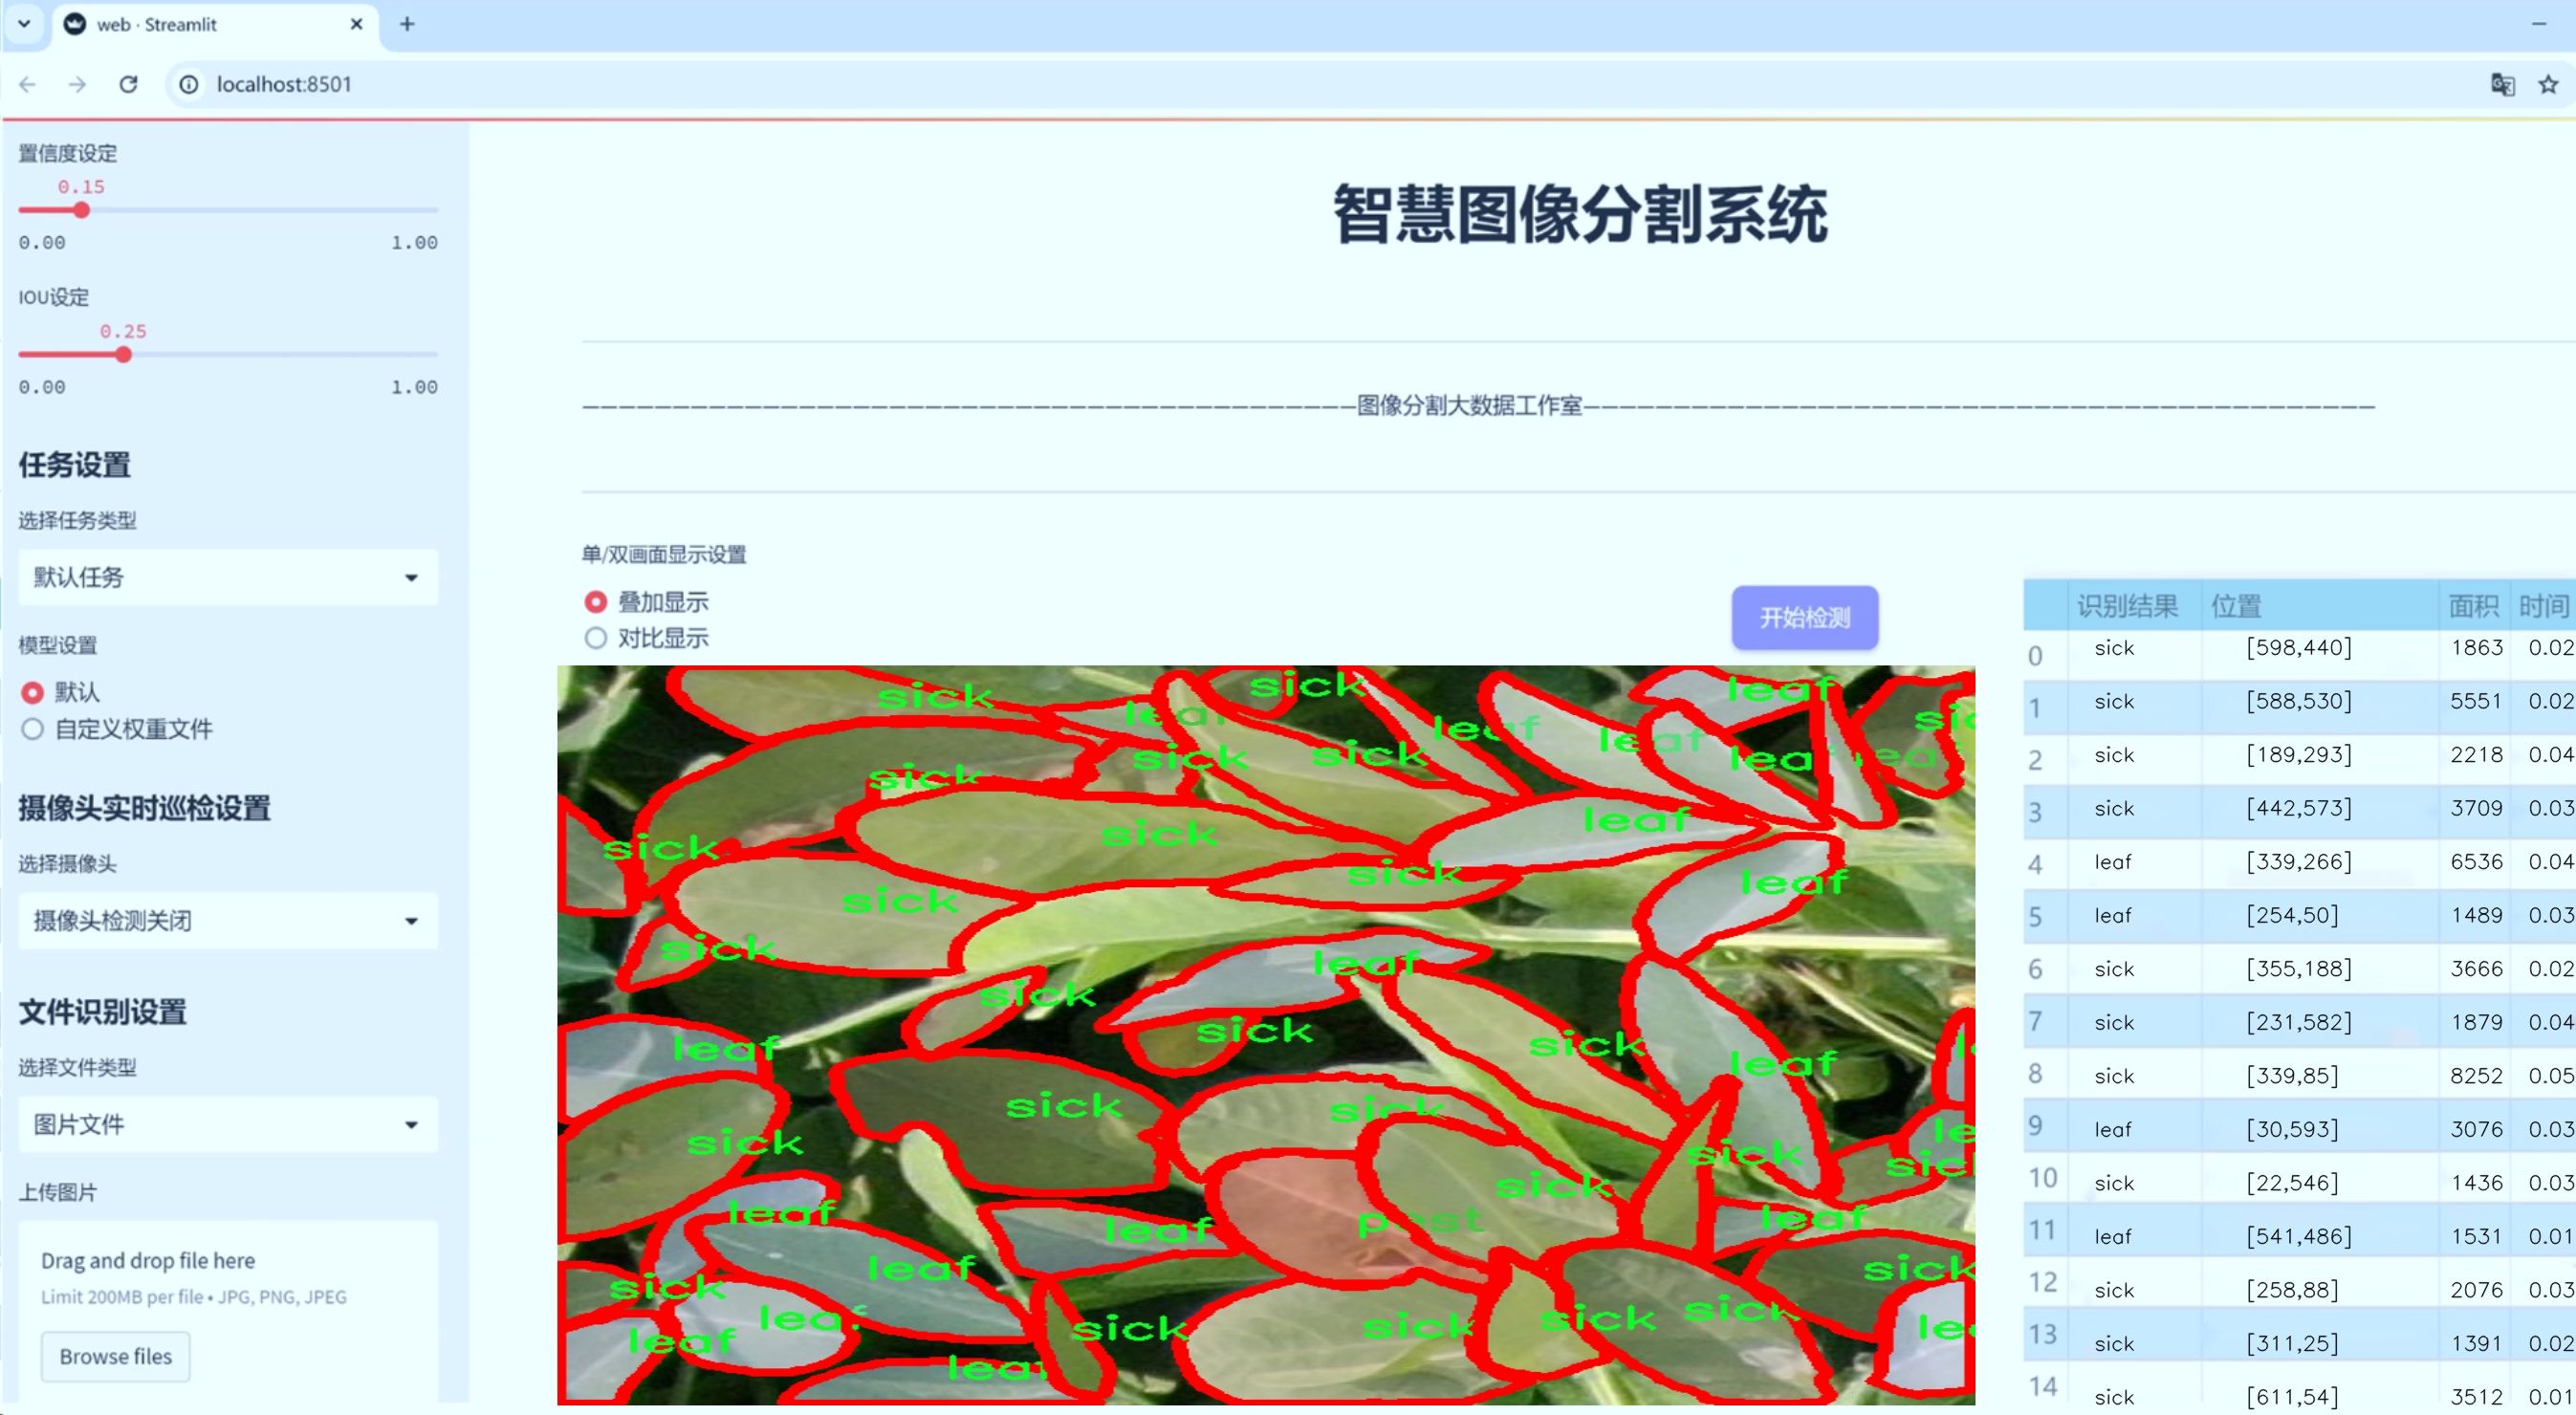 web · Streamlit
localhost:8501
置信度设定
0.15
0.00 1.00
IOU设定
0.25
0.00 1.00
任务设置
选择任务类型
默认任务
模型设置
默认
自定义权重文件
摄像头实时巡检设置
选择摄像头
摄像头检测关闭
文件识别设置
选择文件类型
图片文件
上传图片
Drag and drop file here
Limit 200MB per file • JPG, PNG, JPEG
Browse files
智慧图像分割系统
图像分割大数据工作室
单/双画面显示设置
叠加显示
对比显示
开始检测
sick
sick
leaf
leaf
leaf
sick
sick
leaf
leaf
sick
leaf
sick
sick
leaf
sick
sick
leaf
sick
leaf
sick
sick
sick
leaf
leaf
sick
sick
sick
sick
sick
leaf
leaf
leaf
sick
pest
leaf
sick
sick
leaf
sick
sick
sick
sick
leaf
识别结果 位置 面积 时间
0 sick [598,440] 1863 0.02
1 sick [588,530] 5551 0.02
2 sick [189,293] 2218 0.04
3 sick [442,573] 3709 0.03
4 leaf [339,266] 6536 0.04
5 leaf [254,50] 1489 0.03
6 sick [355,188] 3666 0.02
7 sick [231,582] 1879 0.04
8 sick [339,85] 8252 0.05
9 leaf [30,593] 3076 0.03
10 sick [22,546] 1436 0.03
11 leaf [541,486] 1531 0.01
12 sick [258,88] 2076 0.03
13 sick [311,25] 1391 0.02
14 sick [611,54] 3512 0.01